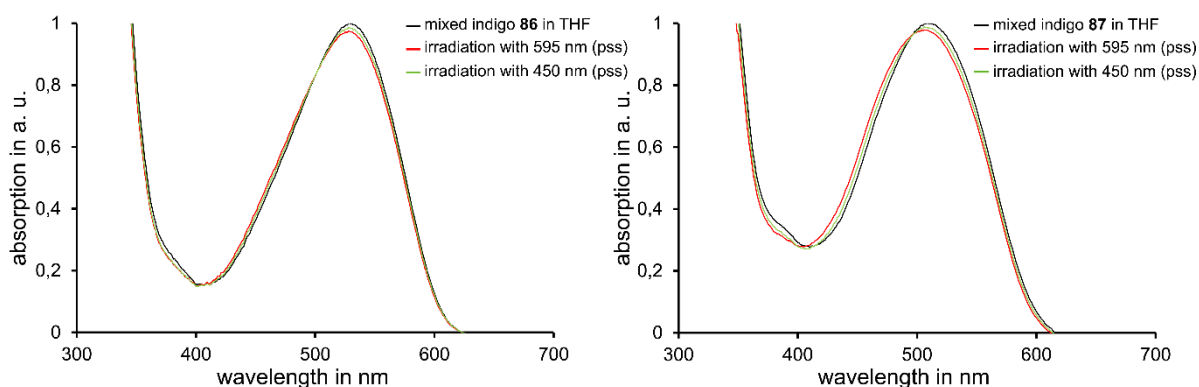 mixed indigo 86 in THF
irradiation with 595 nm (pss)
irradiation with 450 nm (pss)
absorption in a. u.
1
0,8
0,6
0,4
0,2
0
300 400 500 600 700
wavelength in nm
mixed indigo 87 in THF
irradiation with 595 nm (pss)
irradiation with 450 nm (pss)
absorption in a. u.
1
0,8
0,6
0,4
0,2
0
300 400 500 600 700
wavelength in nm